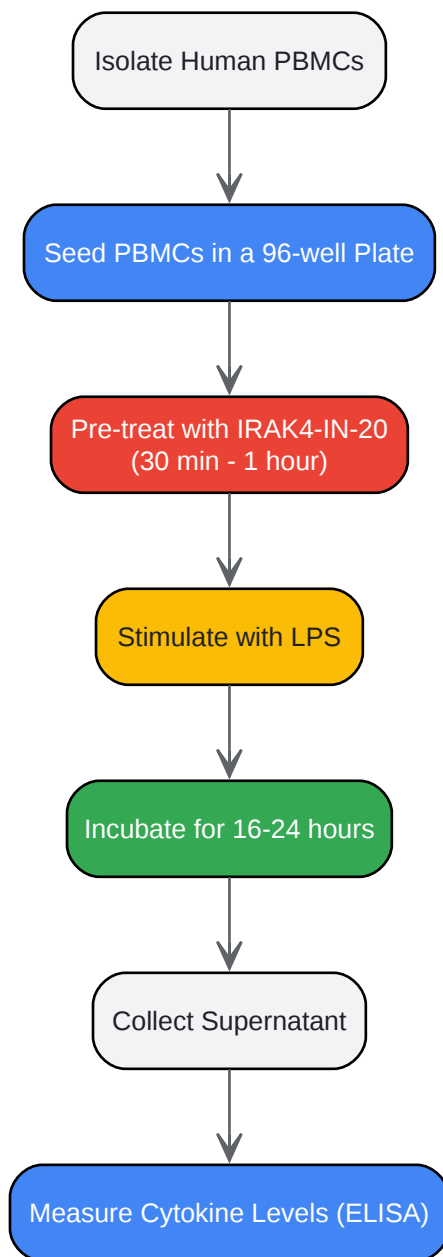 Isolate Human PBMCs
Seed PBMCs in a 96-well Plate
Pre-treat with IRAK4-IN-20
(30 min - 1 hour)
Stimulate with LPS
Incubate for 16-24 hours
Collect Supernatant
Measure Cytokine Levels (ELISA)